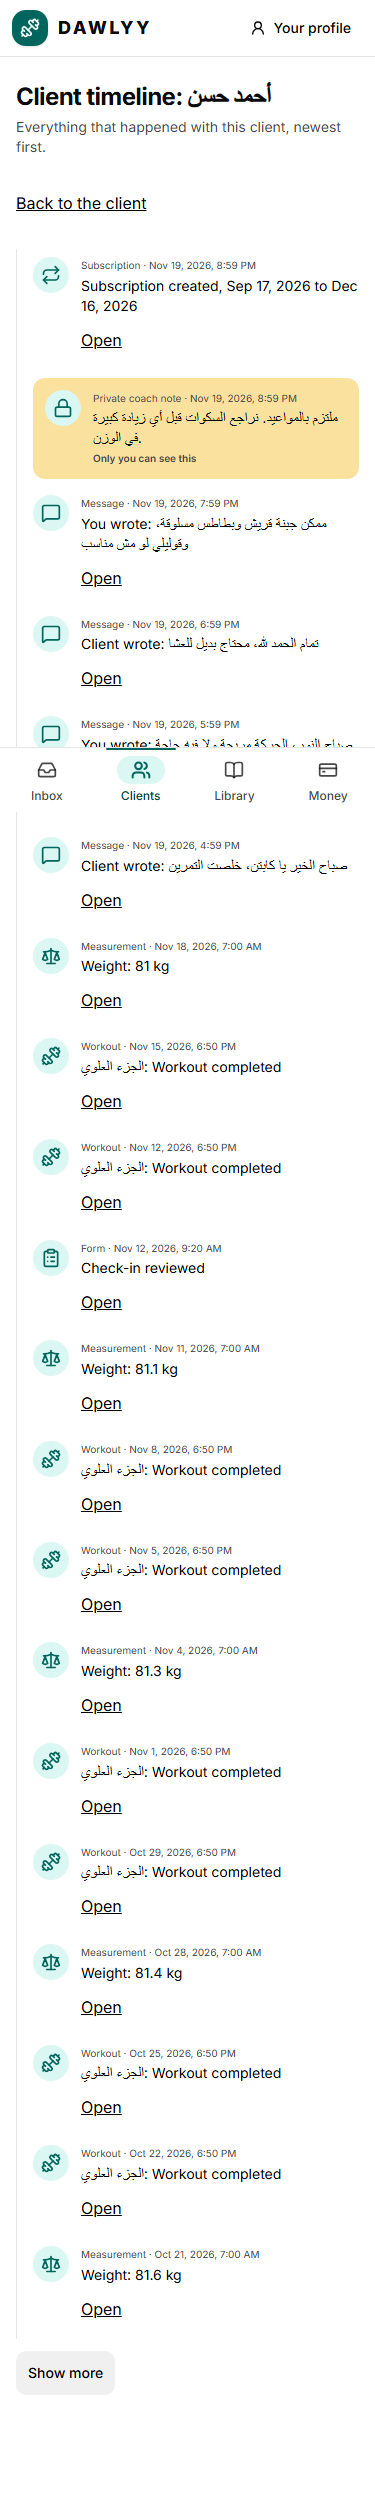 DAWLYY
Your profile
Client timeline: أحمد حسن
Everything that happened with this client, newest
first.
Back to the client
Subscription · Nov 19, 2026, 8:59 PM
Subscription created, Sep 17, 2026 to Dec
16, 2026
Open
Private coach note · Nov 19, 2026, 8:59 PM
ملتزم بالمواعيد. نراجع السكوات قبل أي زيادة كبيرة
في الوزن.
Only you can see this
Message · Nov 19, 2026, 7:59 PM
You wrote: ممكن جبنة قريش وبطاطس مسلوقة،
وقوليلي لو مش مناسب
Open
Message · Nov 19, 2026, 6:59 PM
Client wrote: تمام الحمد لله، محتاج بديل للعشا
Open
Message · Nov 19, 2026, 5:59 PM
You wrote: صباح النور، الحركة مريحة ولا فيه حاجة
Inbox
Clients
Library
Money
Message · Nov 19, 2026, 4:59 PM
Client wrote: صباح الخير يا كابتن، خلصت التمرين
Open
Measurement · Nov 18, 2026, 7:00 AM
Weight: 81 kg
Open
Workout · Nov 15, 2026, 6:50 PM
الجزء العلوي: Workout completed
Open
Workout · Nov 12, 2026, 6:50 PM
الجزء العلوي: Workout completed
Open
Form · Nov 12, 2026, 9:20 AM
Check-in reviewed
Open
Measurement · Nov 11, 2026, 7:00 AM
Weight: 81.1 kg
Open
Workout · Nov 8, 2026, 6:50 PM
الجزء العلوي: Workout completed
Open
Workout · Nov 5, 2026, 6:50 PM
الجزء العلوي: Workout completed
Open
Measurement · Nov 4, 2026, 7:00 AM
Weight: 81.3 kg
Open
Workout · Nov 1, 2026, 6:50 PM
الجزء العلوي: Workout completed
Open
Workout · Oct 29, 2026, 6:50 PM
الجزء العلوي: Workout completed
Open
Measurement · Oct 28, 2026, 7:00 AM
Weight: 81.4 kg
Open
Workout · Oct 25, 2026, 6:50 PM
الجزء العلوي: Workout completed
Open
Workout · Oct 22, 2026, 6:50 PM
الجزء العلوي: Workout completed
Open
Measurement · Oct 21, 2026, 7:00 AM
Weight: 81.6 kg
Open
Show more